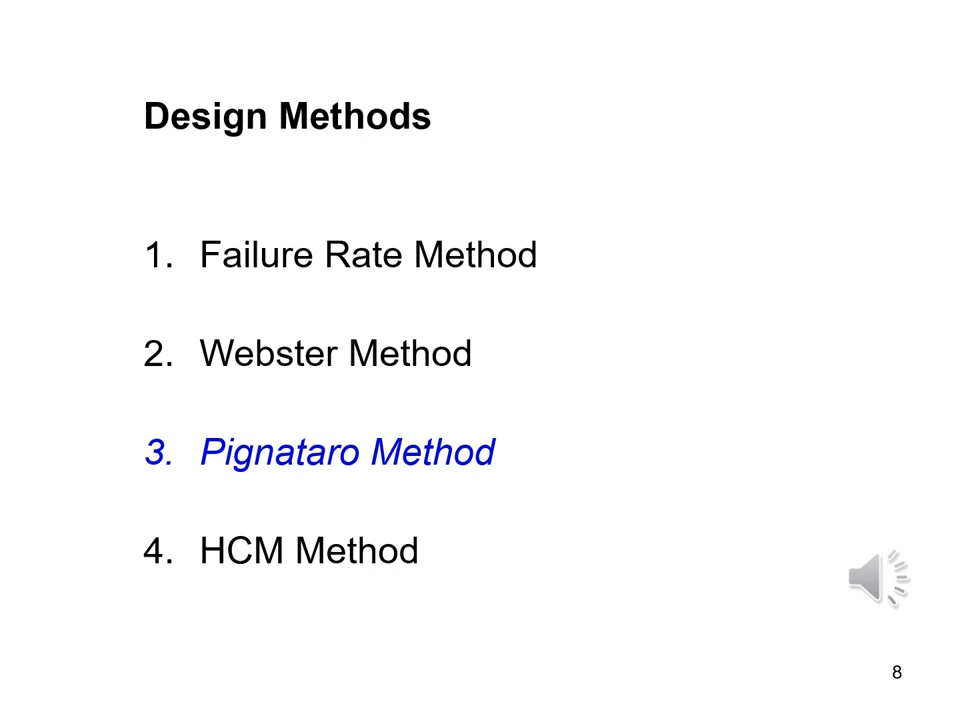 Design Methods
1. Failure Rate Method
2. Webster Method
3. Pignataro Method
4. HCM Method
8